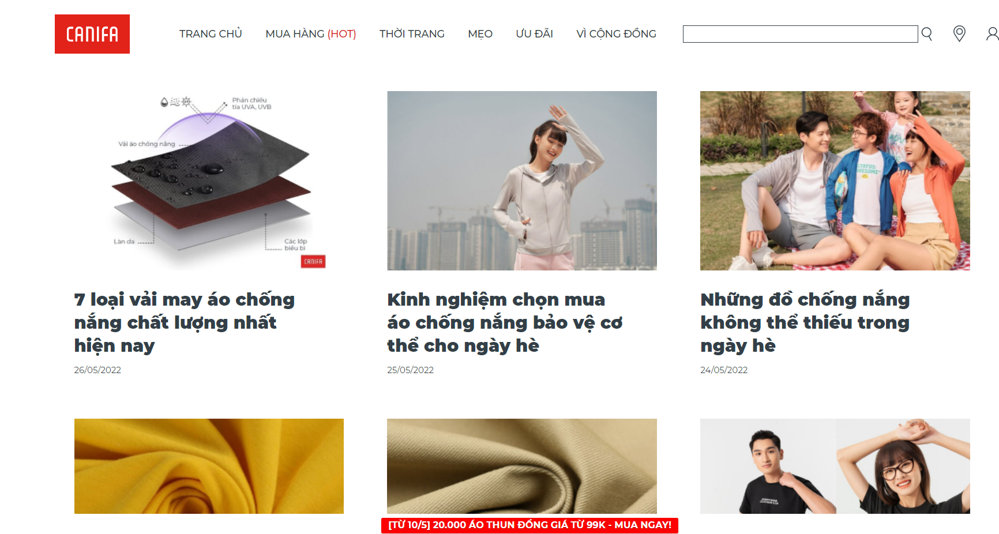 CANIFA
TRANG CHỦ
MUA HÀNG (HOT)
THỜI TRANG
MẸO
ƯU ĐÃI
VÌ CỘNG ĐỒNG
Phản chiếu
tia UVA, UVB
Vải áo chống nắng
Làn da
Các lớp
biểu bì
CANIFA
STATUS:
AWESOME
7 loại vải may áo chống
nắng chất lượng nhất
hiện nay
26/05/2022
Kinh nghiệm chọn mua
áo chống nắng bảo vệ cơ
thể cho ngày hè
25/05/2022
Những đồ chống nắng
không thể thiếu trong
ngày hè
24/05/2022
[TỪ 10/5] 20.000 ÁO THUN ĐỒNG GIÁ TỪ 99K - MUA NGAY!